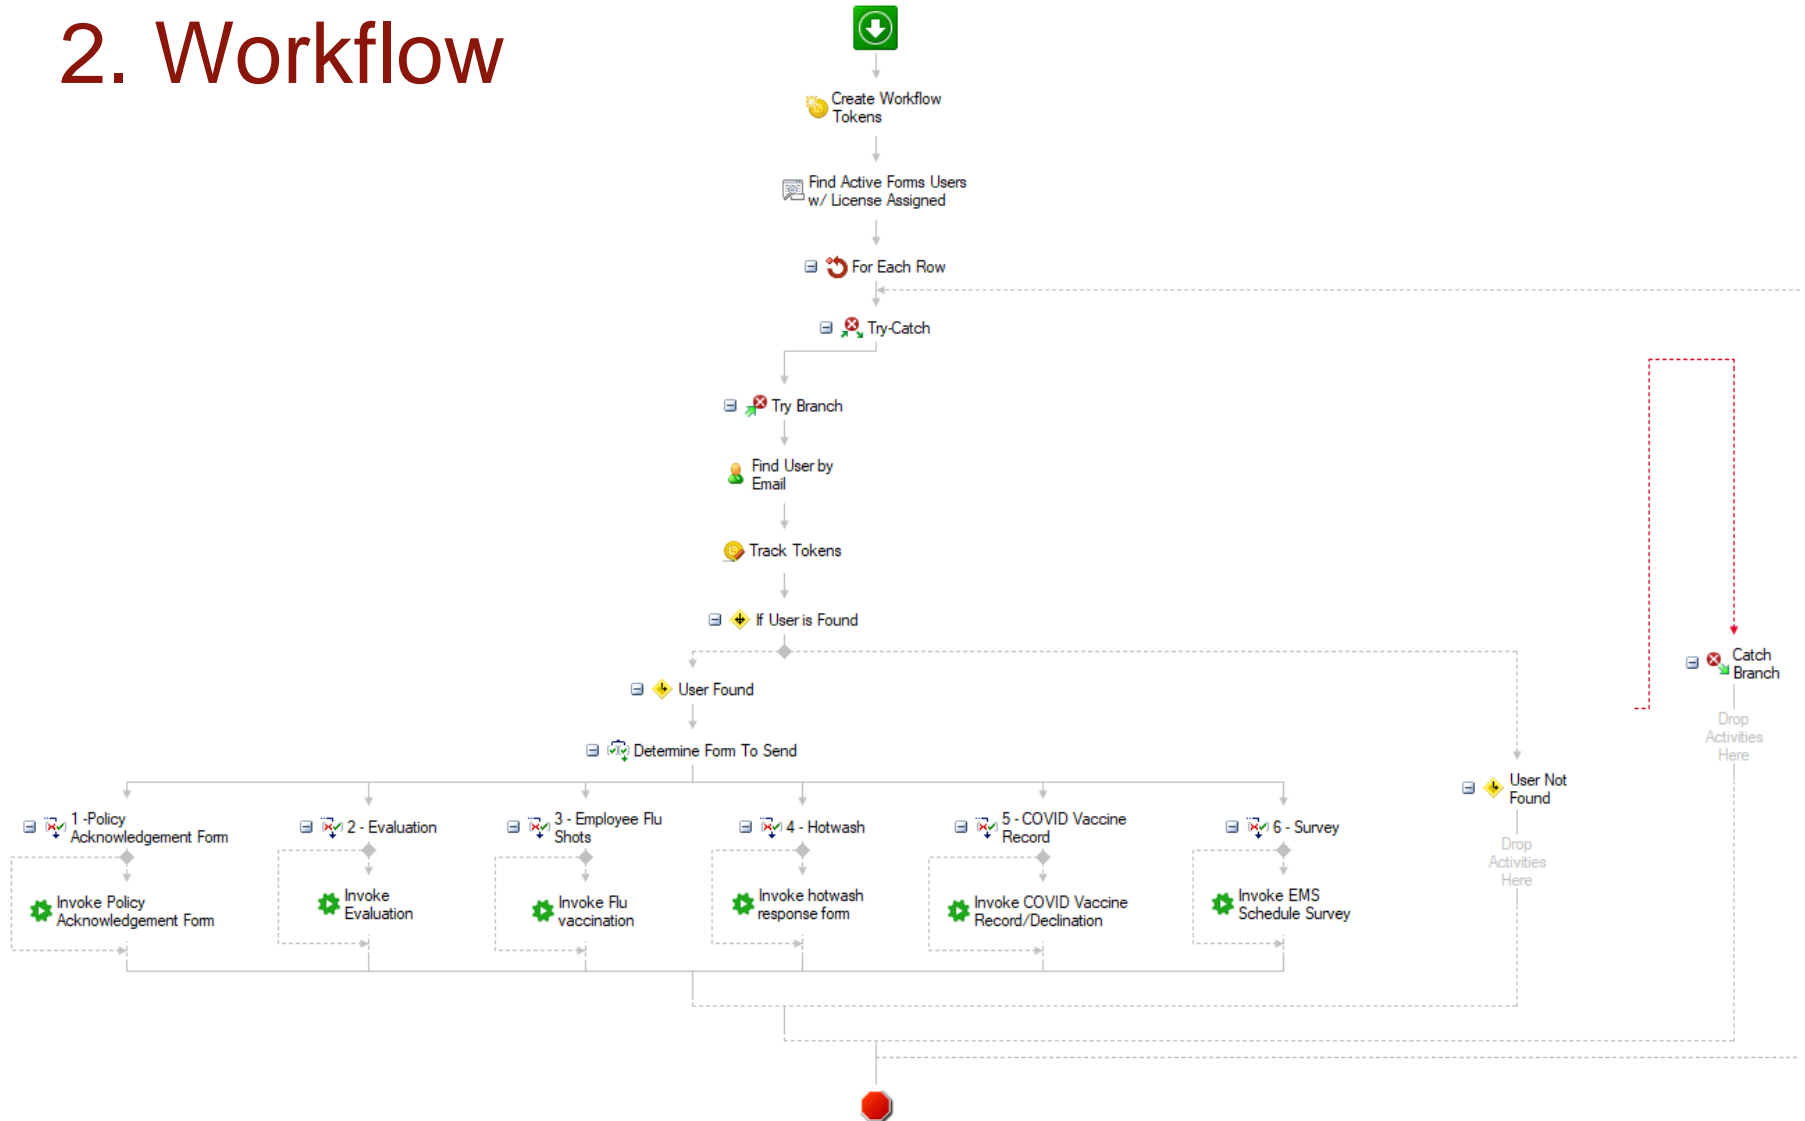 2. Workflow
Create Workflow
Tokens
Find Active Forms Users
w/ License Assigned
For Each Row
Try-Catch
Try Branch
Find User by
Email
Track Tokens
If User is Found
User Found
Catch
Branch
Drop
Activities
Here
Determine Form To Send
User Not
Found
Drop
Activities
Here
1 -Policy
Acknowledgement Form
2 - Evaluation
3 - Employee Flu
Shots
4 - Hotwash
5 - COVID Vaccine
Record
6 - Survey
Invoke Policy
Acknowledgement Form
Invoke
Evaluation
Invoke Flu
vaccination
Invoke hotwash
response form
Invoke COVID Vaccine
Record/Declination
Invoke EMS
Schedule Survey